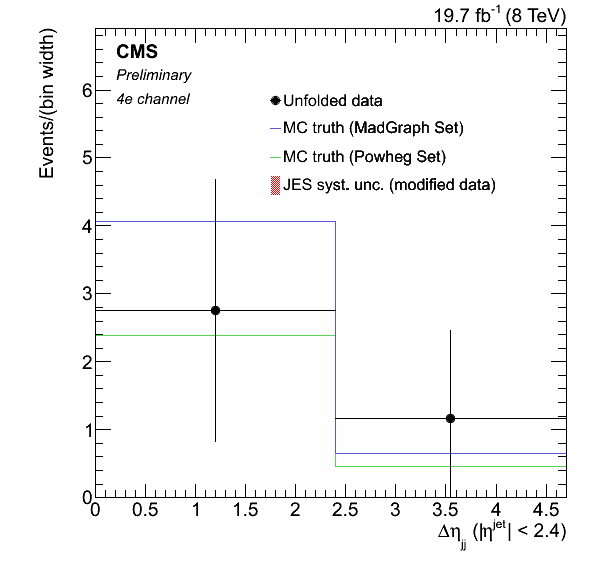 19.7 fb⁻¹ (8 TeV)
CMS
Preliminary
4e channel
Unfolded data
MC truth (MadGraph Set)
MC truth (Powheg Set)
JES syst. unc. (modified data)
Events/(bin width)
6
5
4
3
2
1
0
0 0.5 1 1.5 2 2.5 3 3.5 4 4.5
Δη_jj (|η^jet| < 2.4)